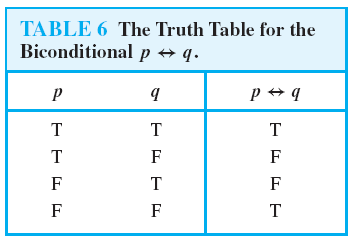 TABLE 6 The Truth Table for the
Biconditional p ↔ q.
p q p ↔ q
T T T
T F F
F T F
F F T